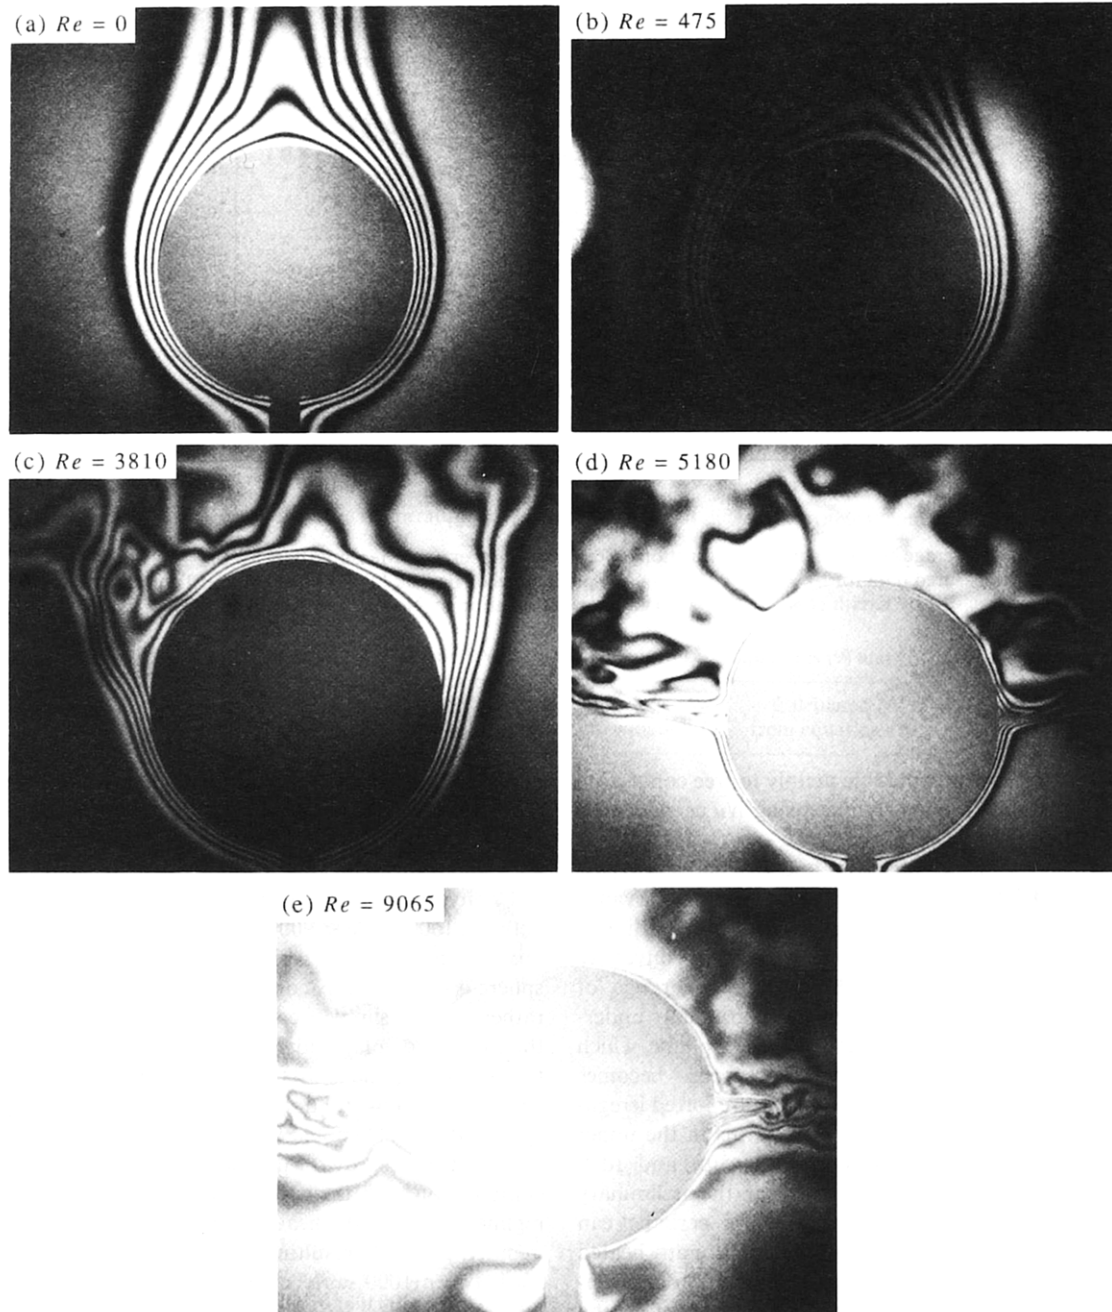 (a) Re = 0
(b) Re = 475
(c) Re = 3810
(d) Re = 5180
(e) Re = 9065